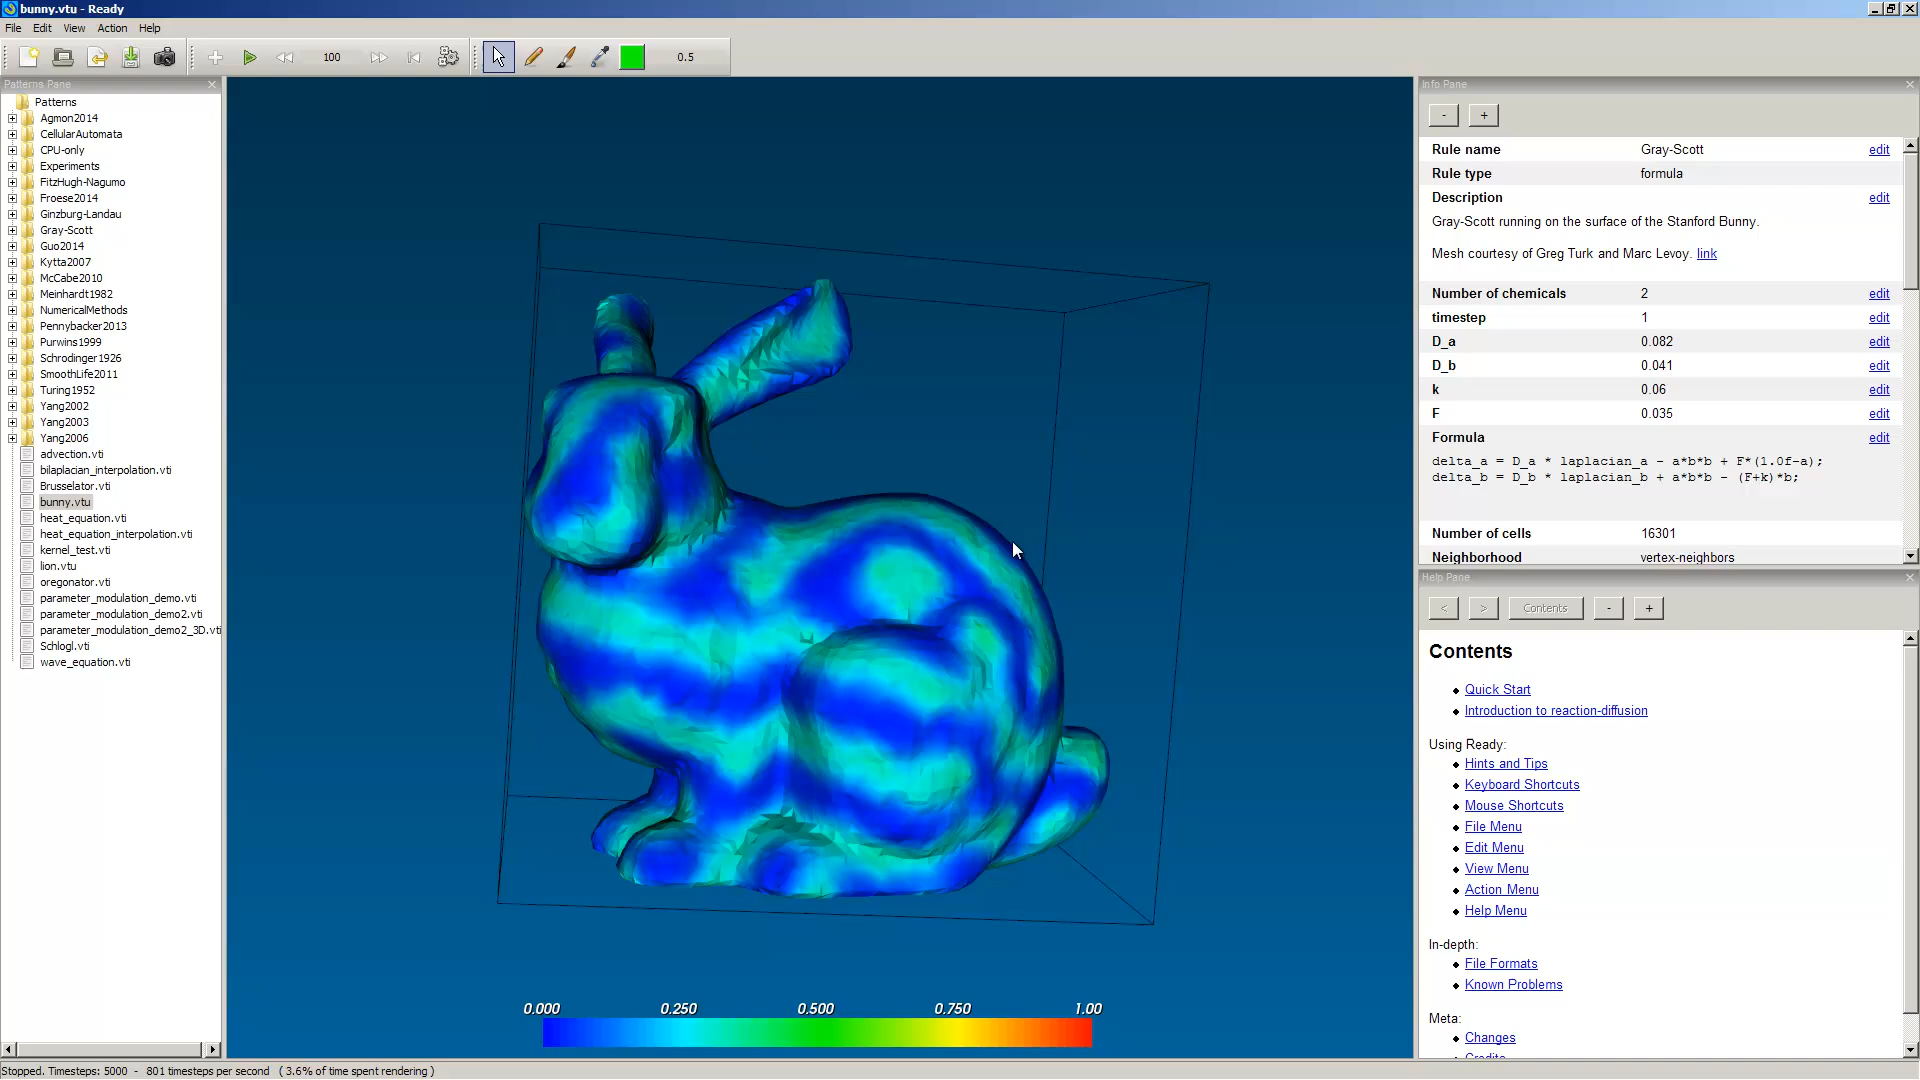 bunny.vtu - Ready
File Edit View Action Help
100
0.5
Patterns Pane
Patterns
Agmon2014
CellularAutomata
CPU-only
Experiments
FitzHugh-Nagumo
Froese2014
Ginzburg-Landau
Gray-Scott
Guo2014
Kytta2007
McCabe2010
Meinhardt1982
NumericalMethods
Pennybacker2013
Purwins1999
Schrodinger1926
SmoothLife2011
Turing1952
Yang2002
Yang2003
Yang2006
advection.vti
bilaplacian_interpolation.vti
Brusselator.vti
bunny.vtu
heat_equation.vti
heat_equation_interpolation.vti
kernel_test.vti
lion.vtu
oregonator.vti
parameter_modulation_demo.vti
parameter_modulation_demo2.vti
parameter_modulation_demo2_3D.vti
Schlogl.vti
wave_equation.vti
0.000 0.250 0.500 0.750 1.00
Info Pane
- +
Rule name Gray-Scott edit
Rule type formula
Description edit
Gray-Scott running on the surface of the Stanford Bunny.
Mesh courtesy of Greg Turk and Marc Levoy. link
Number of chemicals 2 edit
timestep 1 edit
D_a 0.082 edit
D_b 0.041 edit
k 0.06 edit
F 0.035 edit
Formula edit
delta_a = D_a * laplacian_a - a*b*b + F*(1.0f-a);
delta_b = D_b * laplacian_b + a*b*b - (F+k)*b;
Number of cells 16301
Neighborhood vertex-neighbors
Help Pane
< > Contents - +
Contents
Quick Start
Introduction to reaction-diffusion
Using Ready:
Hints and Tips
Keyboard Shortcuts
Mouse Shortcuts
File Menu
Edit Menu
View Menu
Action Menu
Help Menu
In-depth:
File Formats
Known Problems
Meta:
Changes
Credits
Stopped. Timesteps: 5000 - 801 timesteps per second ( 3.6% of time spent rendering )